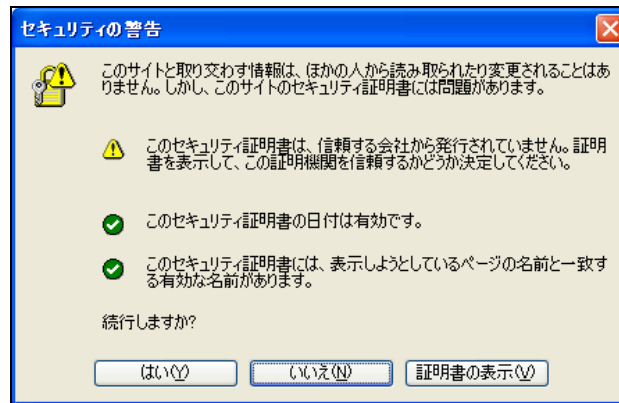 セキュリティの警告
このサイトと取り交わす情報は、ほかの人から読み取られたり変更されることはあ
りません。しかし、このサイトのセキュリティ証明書には問題があります。
このセキュリティ証明書は、信頼する会社から発行されていません。証明
書を表示して、この証明機関を信頼するかどうか決定してください。
このセキュリティ証明書の日付は有効です。
このセキュリティ証明書には、表示しようとしているページの名前と一致す
る有効な名前があります。
続行しますか?
はい(Y) いいえ(N) 証明書の表示(V)